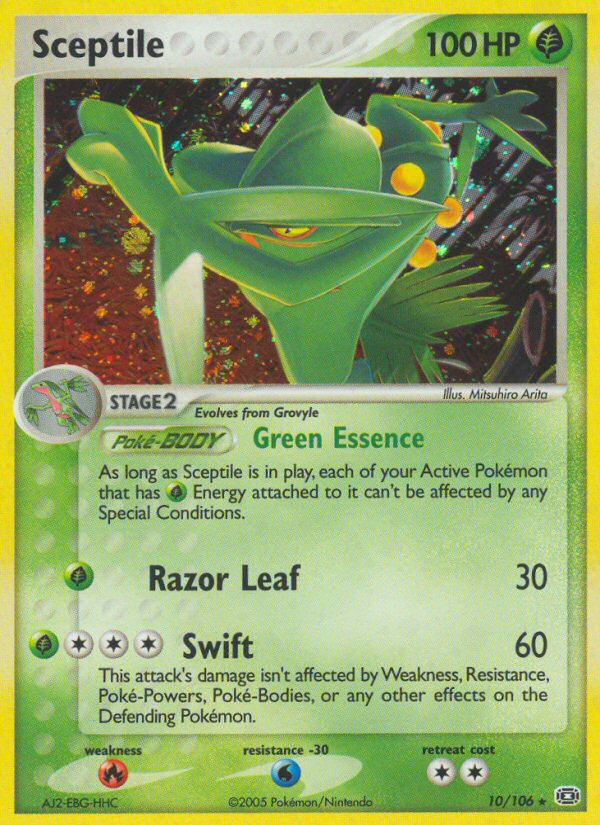 Sceptile 100 HP
Illus. Mitsuhiro Arita
STAGE2
Evolves from Grovyle
Poké-BODY Green Essence
As long as Sceptile is in play, each of your Active Pokémon
that has Energy attached to it can't be affected by any
Special Conditions.
Razor Leaf 30
Swift 60
This attack's damage isn't affected by Weakness, Resistance,
Poké-Powers, Poké-Bodies, or any other effects on the
Defending Pokémon.
weakness resistance -30 retreat cost
AJ2-EBG-HHC ©2005 Pokémon/Nintendo 10/106 ★